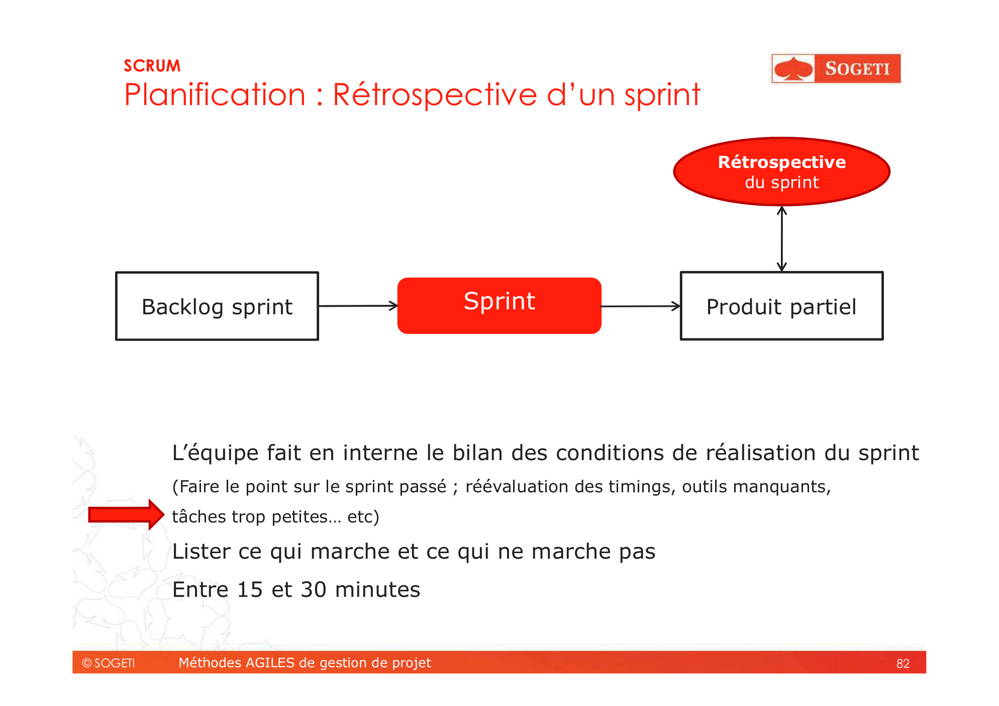 SCRUM
Planification : Rétrospective d’un sprint
SOGETI
Rétrospective
du sprint
Backlog sprint
Sprint
Produit partiel
L’équipe fait en interne le bilan des conditions de réalisation du sprint
(Faire le point sur le sprint passé ; réévaluation des timings, outils manquants,
tâches trop petites… etc)
Lister ce qui marche et ce qui ne marche pas
Entre 15 et 30 minutes
© SOGETI
Méthodes AGILES de gestion de projet
82